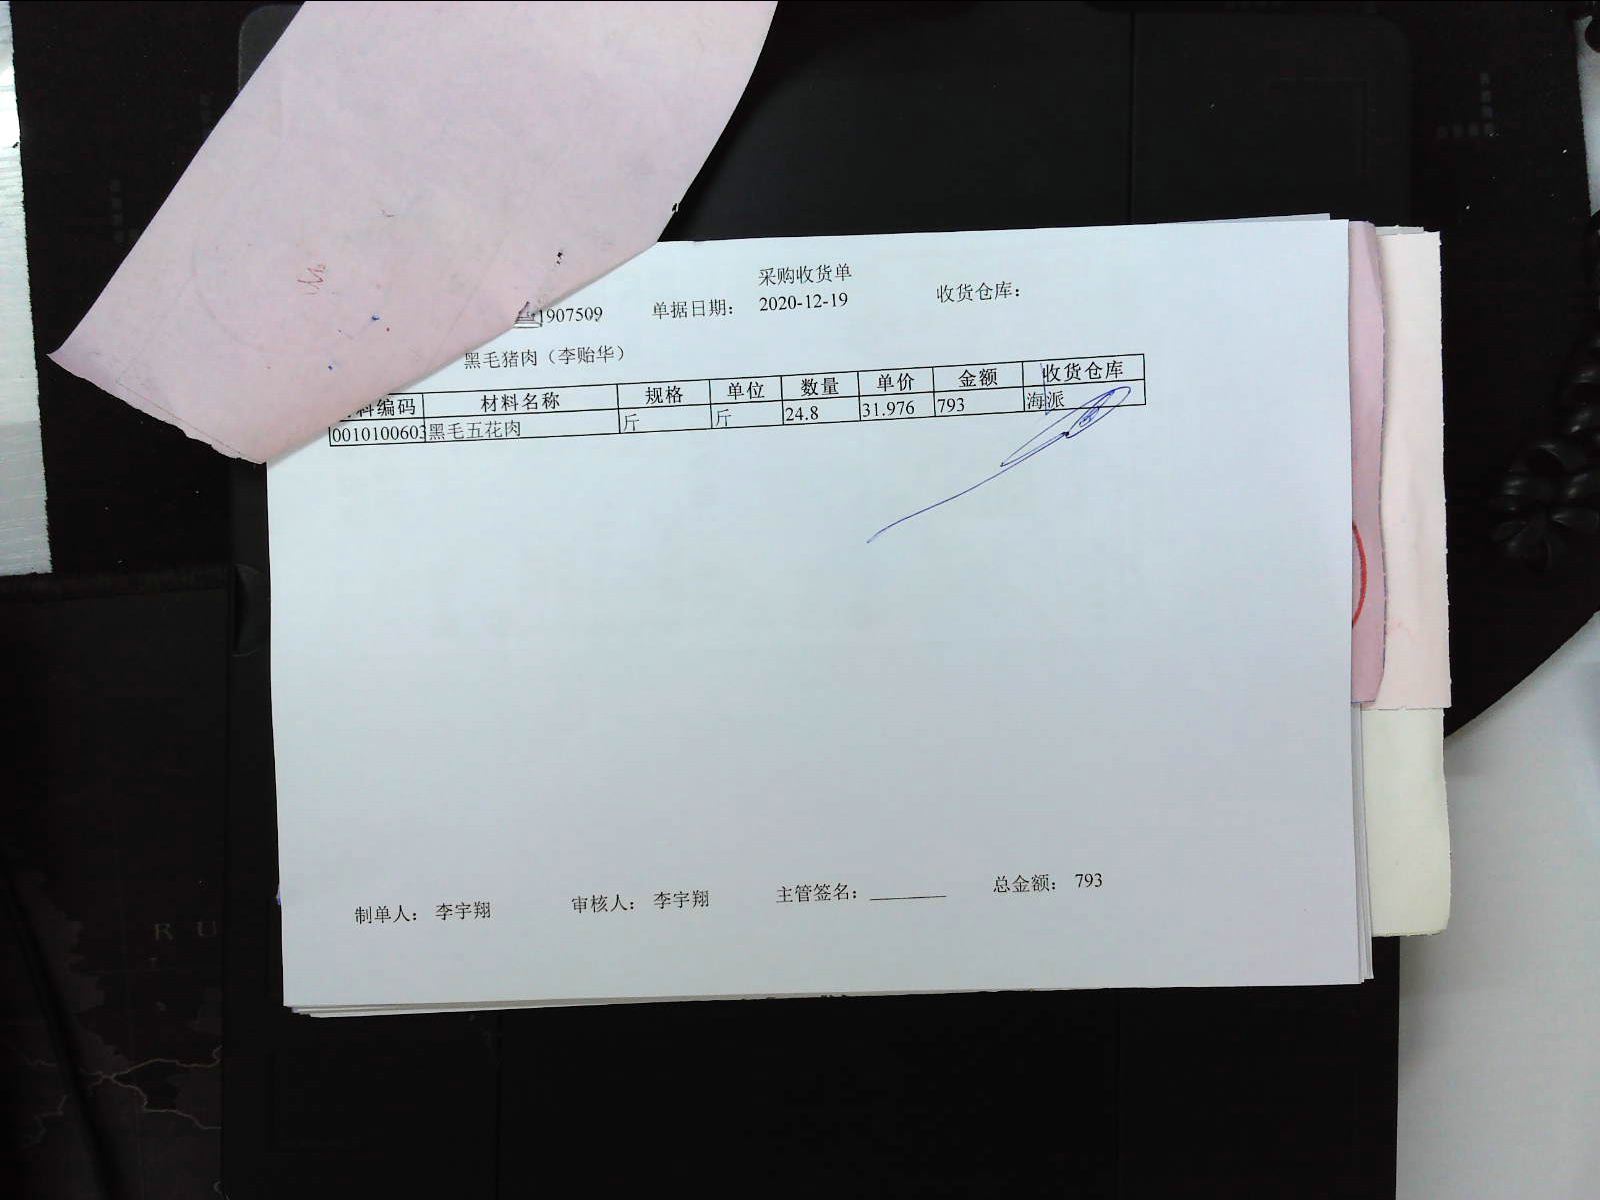 采购收货单
1907509 单据日期： 2020-12-19 收货仓库：
黑毛猪肉（李贻华）
料编码 材料名称 规格 单位 数量 单价 金额 收货仓库
0010100603 黑毛五花肉 斤 斤 24.8 31.976 793 海派
制单人： 李宇翔 审核人： 李宇翔 主管签名： 总金额： 793
RU